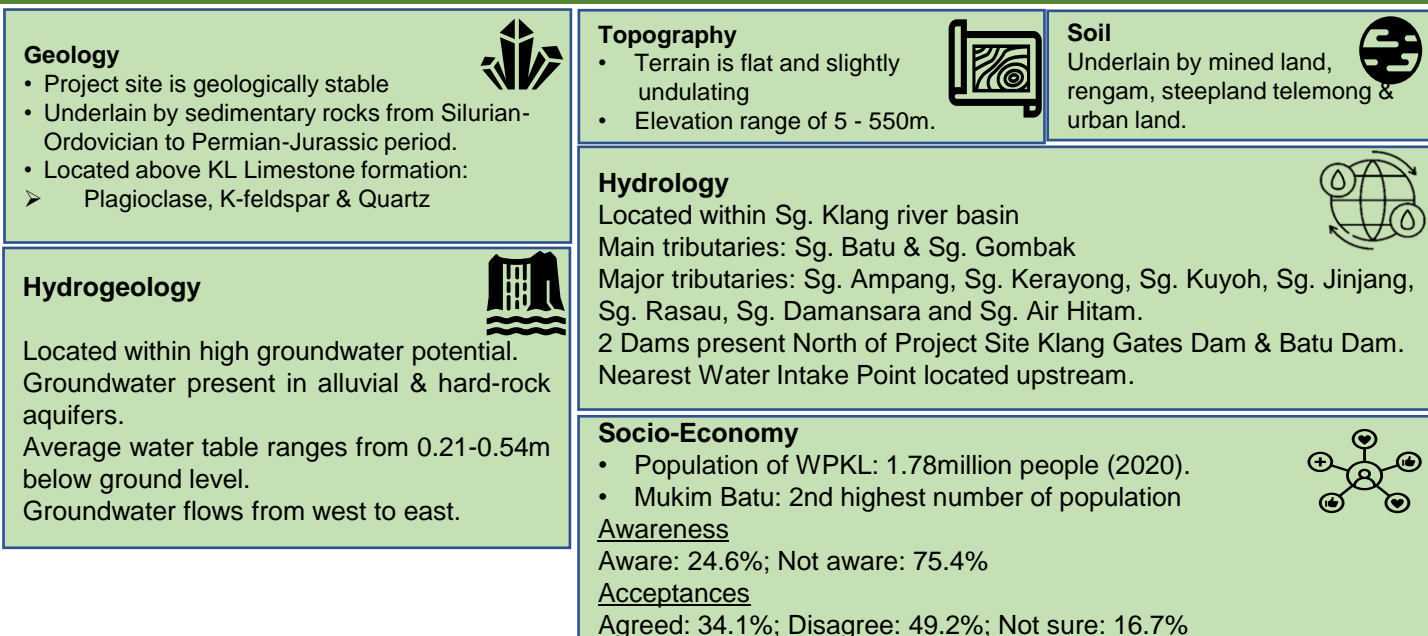 Geology
• Project site is geologically stable
• Underlain by sedimentary rocks from Silurian-
Ordovician to Permian-Jurassic period.
• Located above KL Limestone formation:
➢ Plagioclase, K-feldspar & Quartz
Hydrogeology
Located within high groundwater potential.
Groundwater present in alluvial & hard-rock
aquifers.
Average water table ranges from 0.21-0.54m
below ground level.
Groundwater flows from west to east.
Topography
• Terrain is flat and slightly
undulating
• Elevation range of 5 - 550m.
Soil
Underlain by mined land,
rengam, steepland telemong &
urban land.
Hydrology
Located within Sg. Klang river basin
Main tributaries: Sg. Batu & Sg. Gombak
Major tributaries: Sg. Ampang, Sg. Kerayong, Sg. Kuyoh, Sg. Jinjang,
Sg. Rasau, Sg. Damansara and Sg. Air Hitam.
2 Dams present North of Project Site Klang Gates Dam & Batu Dam.
Nearest Water Intake Point located upstream.
Socio-Economy
• Population of WPKL: 1.78million people (2020).
• Mukim Batu: 2nd highest number of population
Awareness
Aware: 24.6%; Not aware: 75.4%
Acceptances
Agreed: 34.1%; Disagree: 49.2%; Not sure: 16.7%